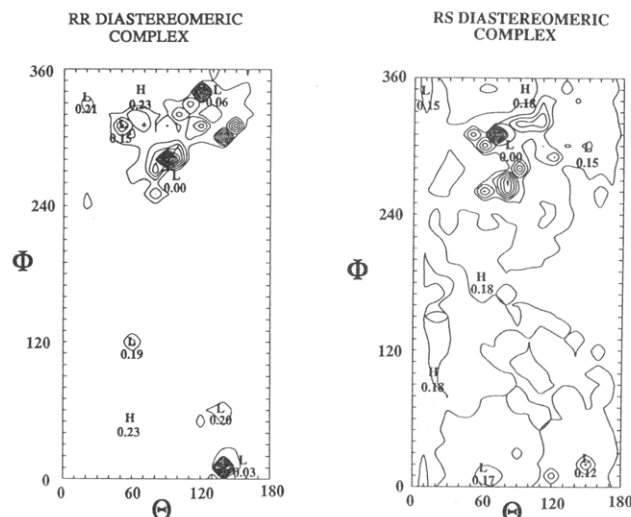 RR DIASTEREOMERIC
COMPLEX
RS DIASTEREOMERIC
COMPLEX
360
L
0.21
H
0.23
L
0.06
L
0.15
L
0.00
240
Φ
120
L
0.19
H
0.23
L
0.20
L
0.03
0
0 60 120 180
Θ
360
L
0.15
H
0.18
L
0.00
L
0.15
240
Φ
H
0.18
120
H
0.18
L
0.17
L
0.12
0
0 60 120 180
Θ